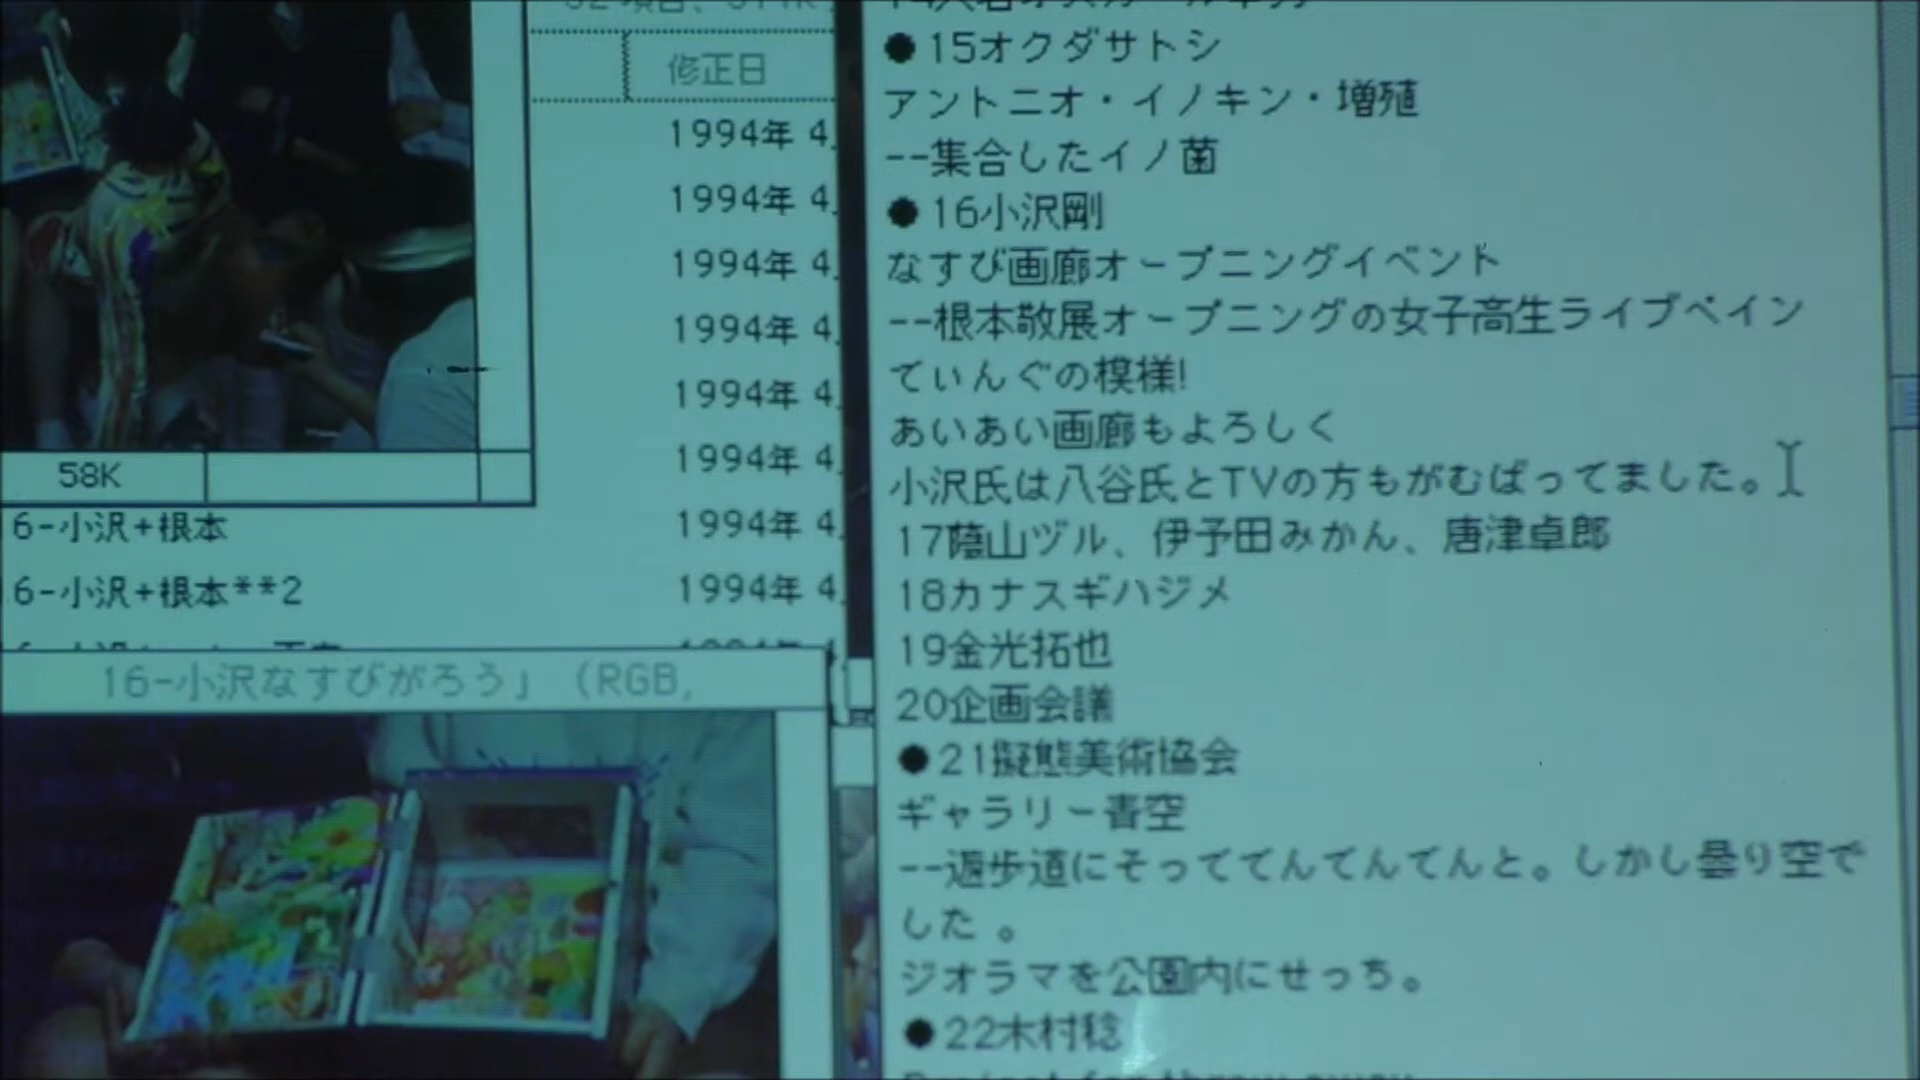 修正日
1994年 4
1994年 4
1994年 4
1994年 4
1994年 4
1994年 4
1994年 4
1994年 4
58K
6-小沢+根本
6-小沢+根本**2
16-小沢なすびがろう」（RGB,
●15オクダサトシ
アントニオ・イノキン・増殖
--集合したイノ菌
●16小沢剛
なすび画廊オープニングイベント
--根本敬展オープニングの女子高生ライブペイン
てぃんぐの模様!
あいあい画廊もよろしく
小沢氏は八谷氏とTVの方もがむばってました。
17蔭山ヅル、伊予田みかん、唐津卓郎
18カナスギハジメ
19金光拓也
20企画会議
●21擬態美術協会
ギャラリー青空
--遊歩道にそっててんてんてんと。しかし曇り空で
した 。
ジオラマを公園内にせっち。
●22木村稔